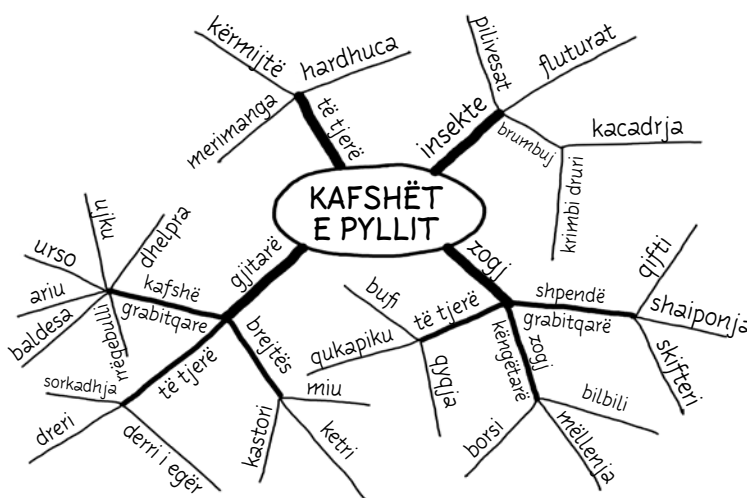 KAFSHËT
E PYLLIT
të tjerë
kërmijtë
hardhuca
merimanga
insekte
pilivesat
fluturat
brumbuj
kacadrja
krimbi druri
zogj
shpendë
grabitqarë
qifti
shaiponja
skifteri
zogj
këngëtarë
bilbili
mëllenja
borsi
të tjerë
bufi
qukapiku
qyqja
gjitarë
brejtës
miu
ketri
kastori
të tjerë
sorkadhja
dreri
derri i egër
kafshë
grabitqare
ujku
dhelpra
urso
ariu
baldesa